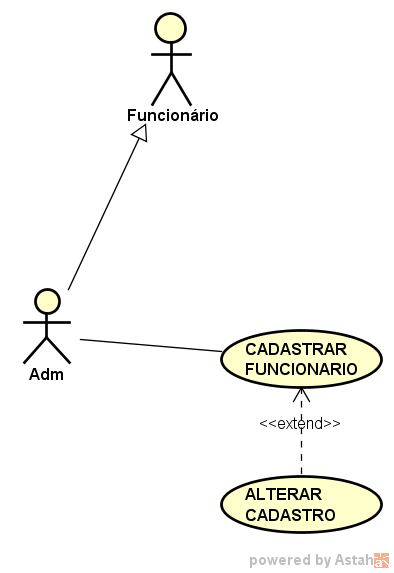 Funcionário
Adm
CADASTRAR
FUNCIONARIO
<<extend>>
ALTERAR
CADASTRO
powered by Astah